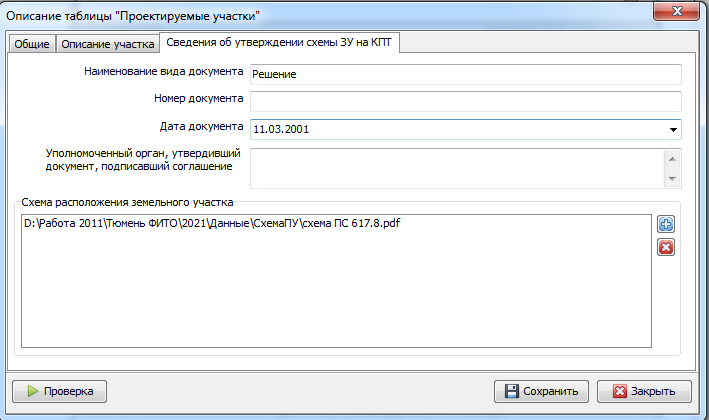 Описание таблицы "Проектируемые участки"
Общие
Описание участка
Сведения об утверждении схемы ЗУ на КПТ
Наименование вида документа
Решение
Номер документа
Дата документа
11.03.2001
Уполномоченный орган, утвердивший
документ, подписавший соглашение
Схема расположения земельного участка
D:\Работа 2011\Тюмень ФИТО\2021\Данные\СхемаПУ\схема ПС 617.8.pdf
Проверка
Сохранить
Закрыть